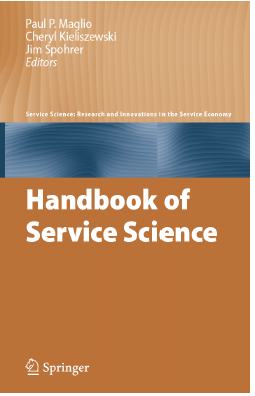 Paul P. Maglio
Cheryl Kieliszewski
Jim Spohrer
Editors
Service Science: Research and Innovations in the Service Economy
Handbook of
Service Science
Springer